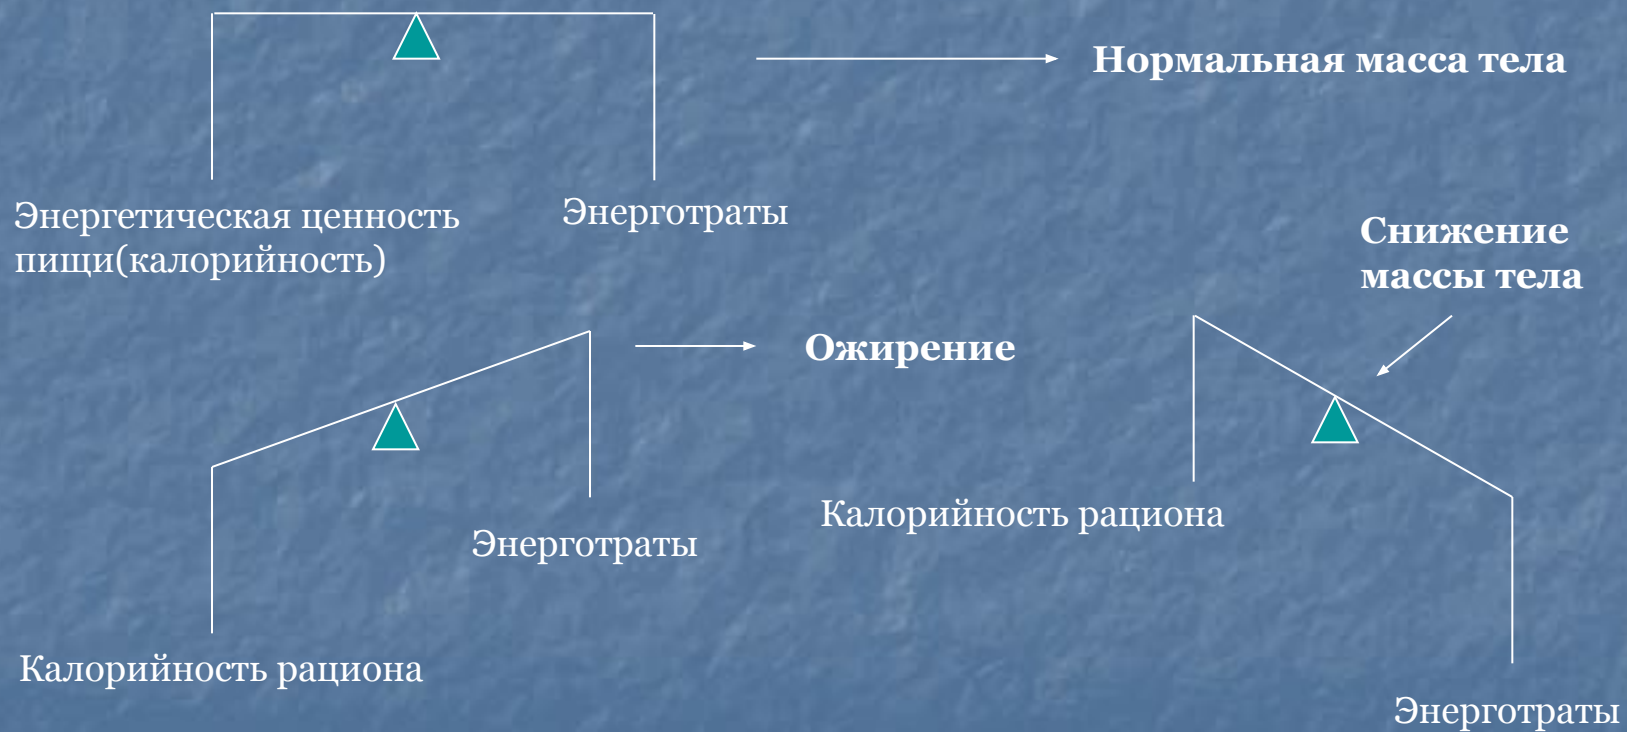 Нормальная масса тела
Энергетическая ценность
пищи(калорийность)
Энерготраты
Снижение
массы тела
Ожирение
Энерготраты
Калорийность рациона
Калорийность рациона
Энерготраты